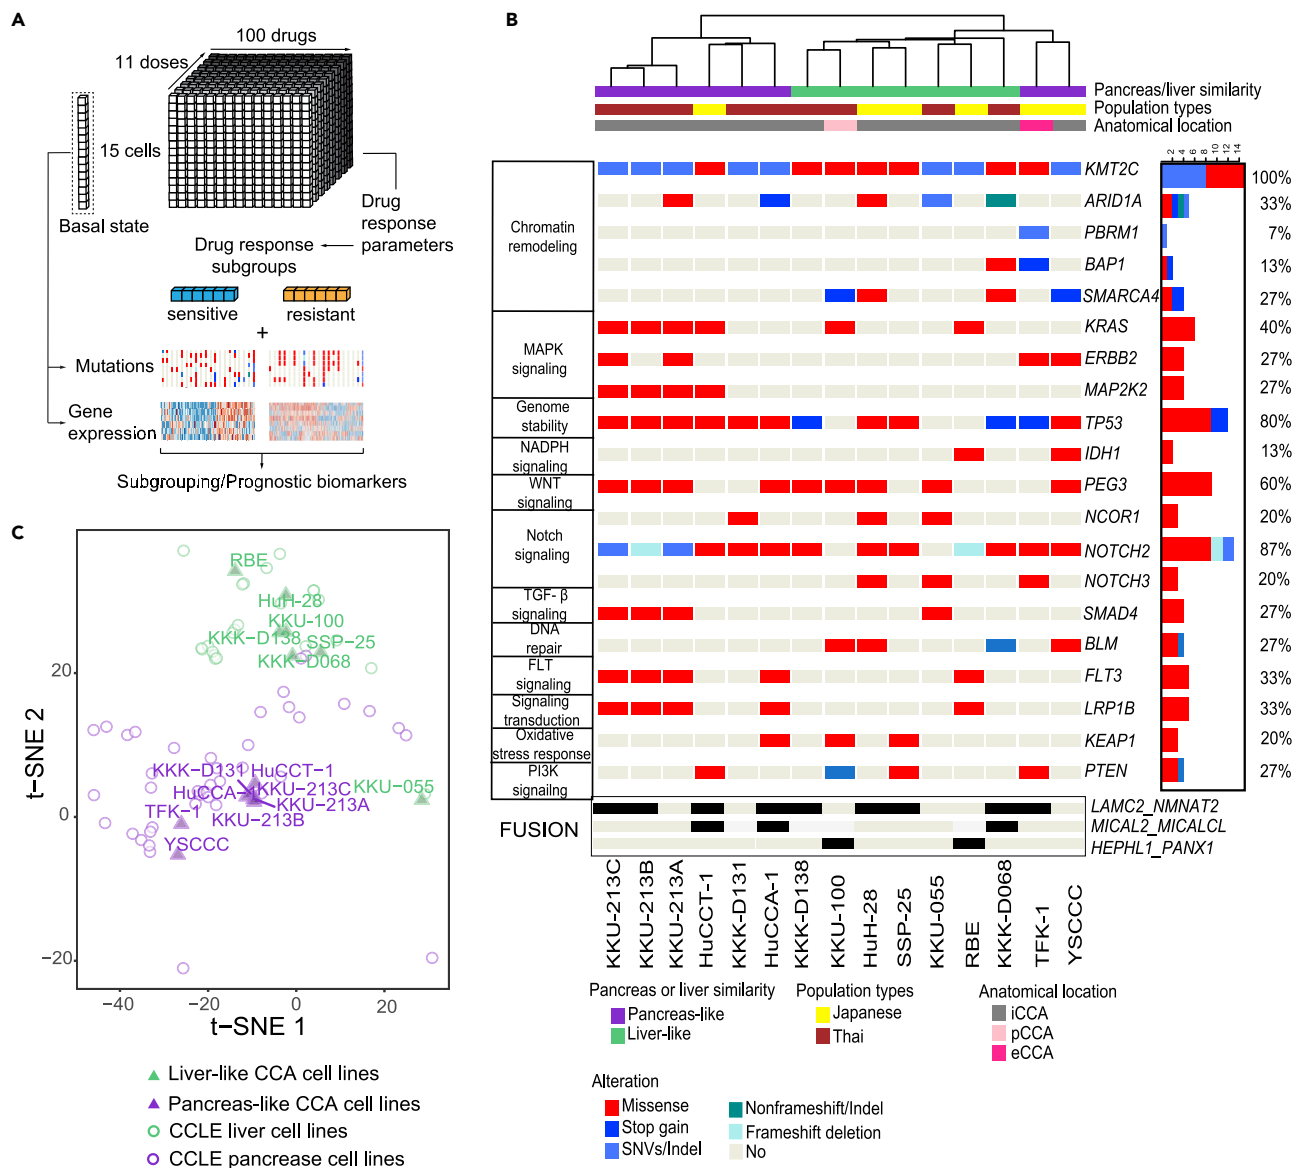 A
100 drugs
11 doses
15 cells
Basal state
Drug
response
parameters
Drug response
subgroups
sensitive
resistant
+
Mutations
Gene
expression
Subgrouping/Prognostic biomarkers
B
Pancreas/liver similarity
Population types
Anatomical location
2 4 6 8 10 12 14
Chromatin
remodeling
KMT2C 100%
ARID1A 33%
PBRM1 7%
BAP1 13%
SMARCA4 27%
MAPK
signaling
KRAS 40%
ERBB2 27%
MAP2K2 27%
Genome
stability
TP53 80%
NADPH
signaling
IDH1 13%
WNT
signaling
PEG3 60%
Notch
signaling
NCOR1 20%
NOTCH2 87%
NOTCH3 20%
TGF- β
signaling
SMAD4 27%
DNA
repair
BLM 27%
FLT
signaling
FLT3 33%
Signaling
transduction
LRP1B 33%
Oxidative
stress response
KEAP1 20%
PI3K
signailng
PTEN 27%
FUSION
LAMC2_NMNAT2
MICAL2_MICALCL
HEPHL1_PANX1
KKU-213C
KKU-213B
KKU-213A
HuCCT-1
KKK-D131
HuCCA-1
KKK-D138
KKU-100
HuH-28
SSP-25
KKU-055
RBE
KKK-D068
TFK-1
YSCCC
Pancreas or liver similarity
Pancreas-like
Liver-like
Population types
Japanese
Thai
Anatomical location
iCCA
pCCA
eCCA
Alteration
Missense
Stop gain
SNVs/Indel
Nonframeshift/Indel
Frameshift deletion
No
C
RBE
HuH-28
KKU-100
KKK-D138 SSP-25
KKK-D068
KKK-D131 HuCCT-1
HuCCA-1 KKU-213C
KKU-055
TFK-1
KKU-213A
KKU-213B
YSCCC
20
0
-20
t-SNE 2
-40 -20 0 20
t-SNE 1
Liver-like CCA cell lines
Pancreas-like CCA cell lines
CCLE liver cell lines
CCLE pancrease cell lines